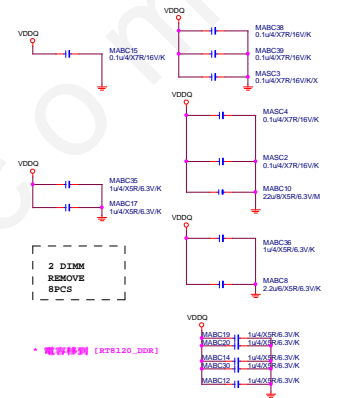 VDDQ
MABC15
0.1u/4/X7R/16V/K
VDDQ
MABC38
0.1u/4/X7R/16V/K
MABC39
0.1u/4/X7R/16V/K
MASC3
0.1u/4/X7R/16V/K/X
VDDQ
MASC4
0.1u/4/X7R/16V/K
MASC2
0.1u/4/X7R/16V/K
MABC10
22u/8/X5R/6.3V/M
VDDQ
MABC35
1u/4/X5R/6.3V/K
MABC17
1u/4/X5R/6.3V/K
VDDQ
MABC36
1u/4/X5R/6.3V/K
MABC8
2.2u/6/X5R/6.3V/K
2 DIMM
REMOVE
8PCS
* 電容移到 [RT8120_DDR]
VDDQ
MABC19 1u/4/X5R/6.3V/K
MABC20 1u/4/X5R/6.3V/K
MABC14 1u/4/X5R/6.3V/K
MABC30 1u/4/X5R/6.3V/K
MABC12 1u/4/X5R/6.3V/K